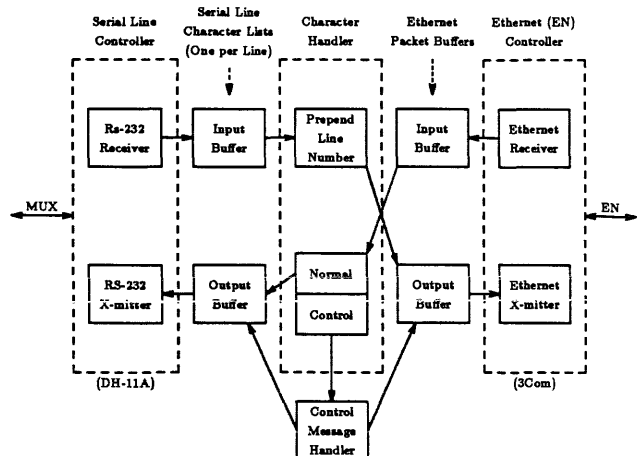 Serial Line
Controller
Serial Line
Character Lists
(One per Line)
Character
Handler
Ethernet
Packet Buffers
Ethernet (EN)
Controller
Rs-232
Receiver
Input
Buffer
Prepend
Line
Number
Input
Buffer
Ethernet
Receiver
MUX
EN
RS-232
X-mitter
Output
Buffer
Normal
Control
Output
Buffer
Ethernet
X-mitter
(DH-11A)
(3Com)
Control
Message
Handler